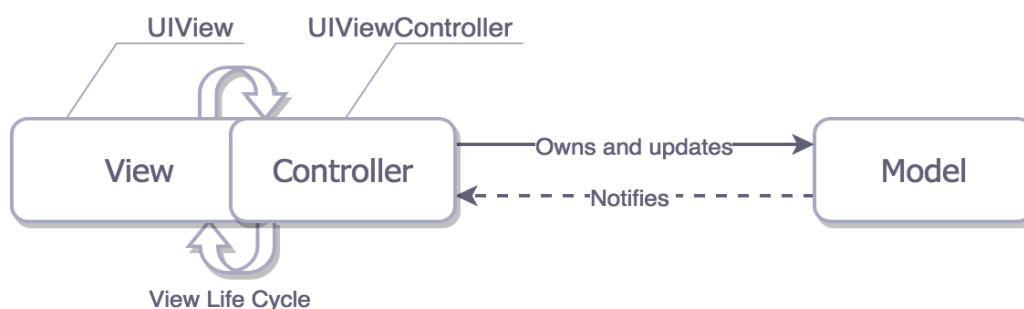 UIView
UIViewController
View
Controller
Owns and updates
Notifies
Model
View Life Cycle